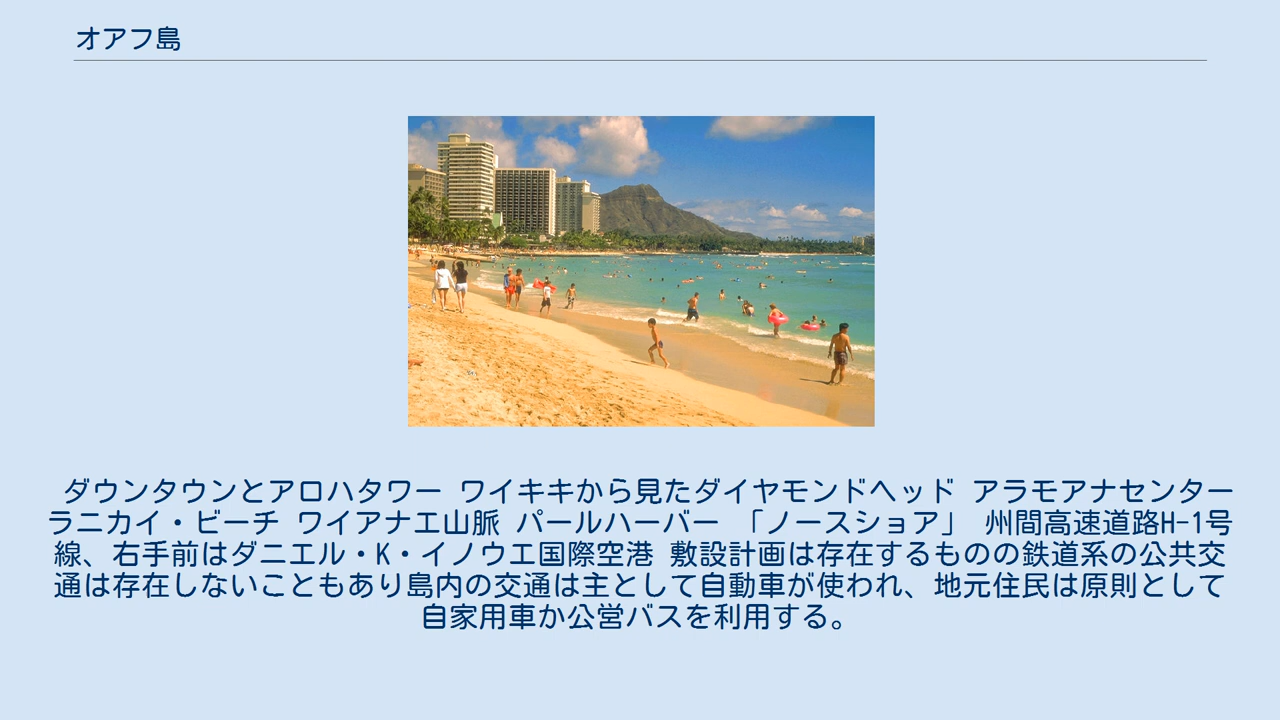 オアフ島
ダウンタウンとアロハタワー ワイキキから見たダイヤモンドヘッド アラモアナセンター
ラニカイ・ビーチ ワイアナエ山脈 パールハーバー 「ノースショア」 州間高速道路H-1号
線、右手前はダニエル・K・イノウエ国際空港 敷設計画は存在するものの鉄道系の公共交
通は存在しないこともあり島内の交通は主として自動車が使われ、地元住民は原則として
自家用車か公営バスを利用する。